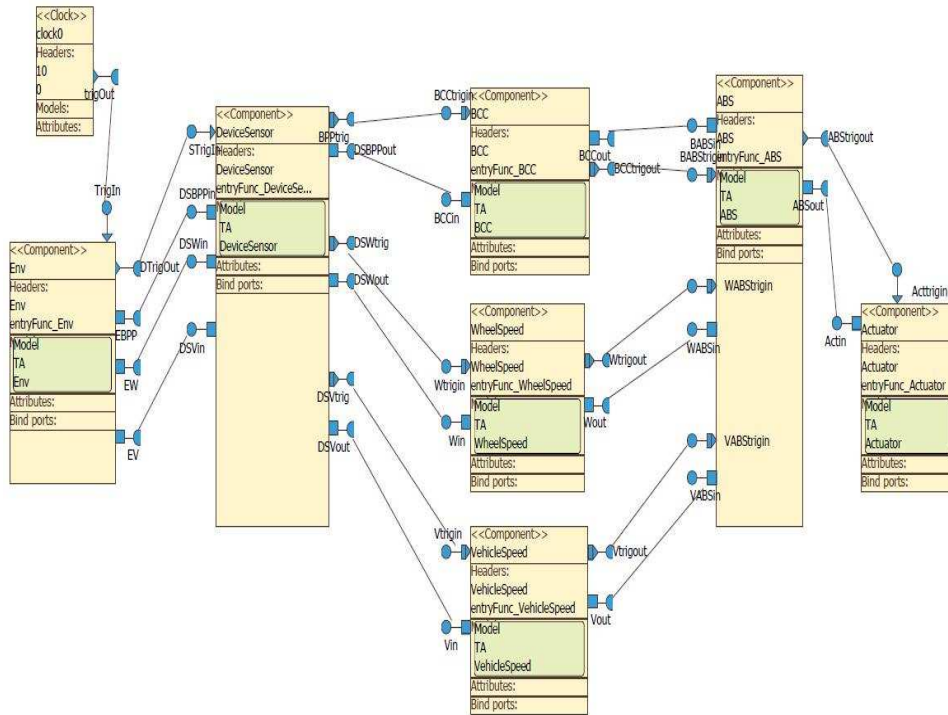 <<Clock>>
clock0
Headers:
10
0
Models:
Attributes:
trigOut
TrigIn
<<Component>>
Env
Headers:
Env
entryFunc_Env
Model
TA
Env
Attributes:
Bind ports:
DTrigOut
EBPP
EW
EV
STrigIn
DSBPPin
DSWin
DSVin
<<Component>>
DeviceSensor
Headers:
DeviceSensor
entryFunc_DeviceSe...
Model
TA
DeviceSensor
Attributes:
Bind ports:
BPPtrig
DSBPPout
DSWtrig
DSWout
DSVtrig
DSVout
BCCtrigin
BCCin
<<Component>>
BCC
Headers:
BCC
entryFunc_BCC
Model
TA
BCC
Attributes:
Bind ports:
BCCout
BCCtrigout
Wtrigin
Win
<<Component>>
WheelSpeed
Headers:
WheelSpeed
entryFunc_WheelSpeed
Model
TA
WheelSpeed
Attributes:
Bind ports:
Wtrigout
Wout
Vtrigin
Vin
<<Component>>
VehicleSpeed
Headers:
VehicleSpeed
entryFunc_VehicleSpeed
Model
TA
VehicleSpeed
Attributes:
Bind ports:
Vtrigout
Vout
BABSin
BABStrigin
WABStrigin
WABSin
VABStrigin
VABSin
<<Component>>
ABS
Headers:
ABS
entryFunc_ABS
Model
TA
ABS
Attributes:
Bind ports:
ABStrigout
ABSout
Acttrigin
Actin
<<Component>>
Actuator
Headers:
Actuator
entryFunc_Actuator
Model
TA
Actuator
Attributes:
Bind ports: